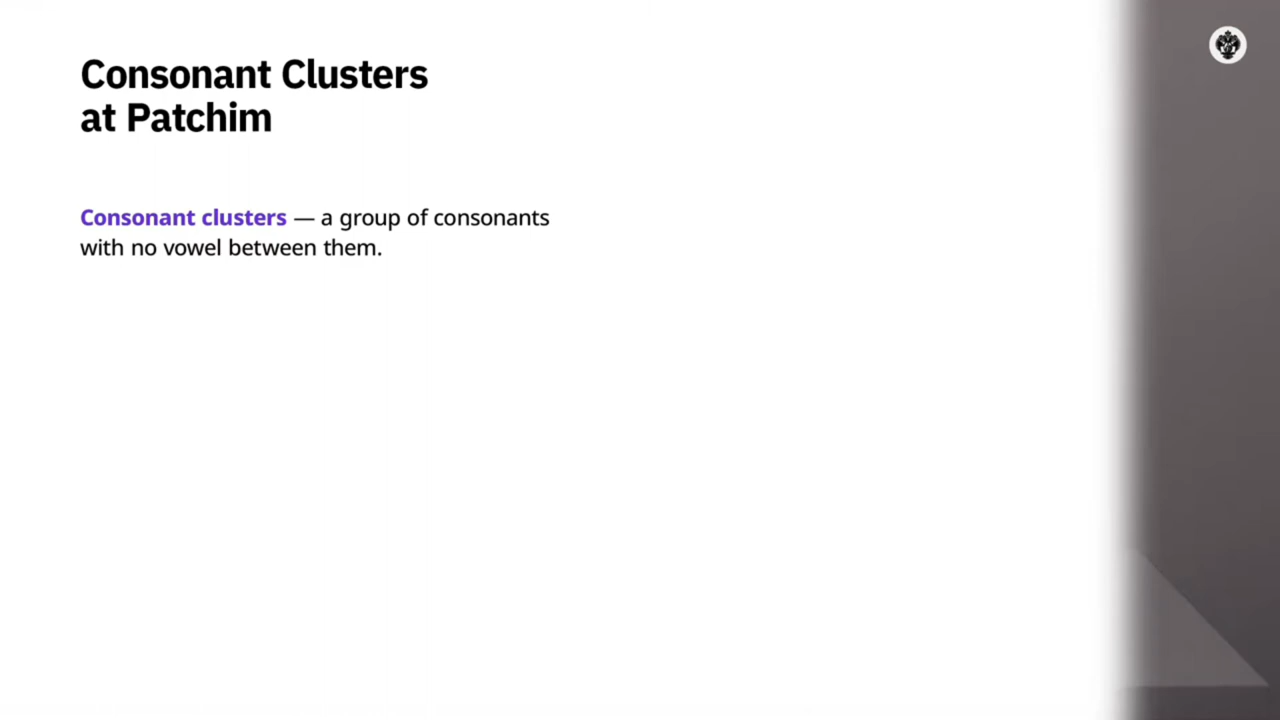 Consonant Clusters
at Patchim
Consonant clusters — a group of consonants
with no vowel between them.